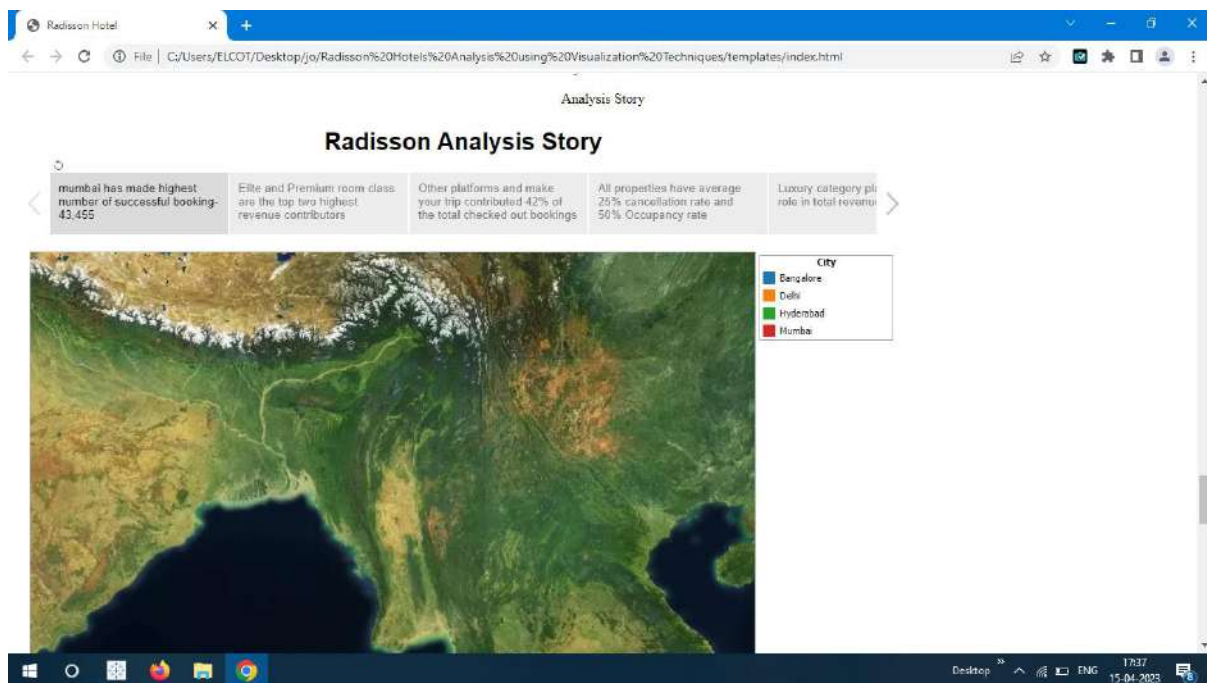 Radisson Hotel
File | C:/Users/ELCOT/Desktop/jo/Radisson%20Hotels%20Analysis%20using%20Visualization%20Techniques/templates/index.html
Analysis Story
Radisson Analysis Story
mumbai has made highest
number of successful booking-
43,455
Elite and Premium room class
are the top two highest
revenue contributors
Other platforms and make
your trip contributed 42% of
the total checked out bookings
All properties have average
25% cancellation rate and
50% Occupancy rate
Luxury category
role in total
City
Bangalore
Delhi
Hyderabad
Mumbai
Desktop
ENG
17:37
15-04-2023